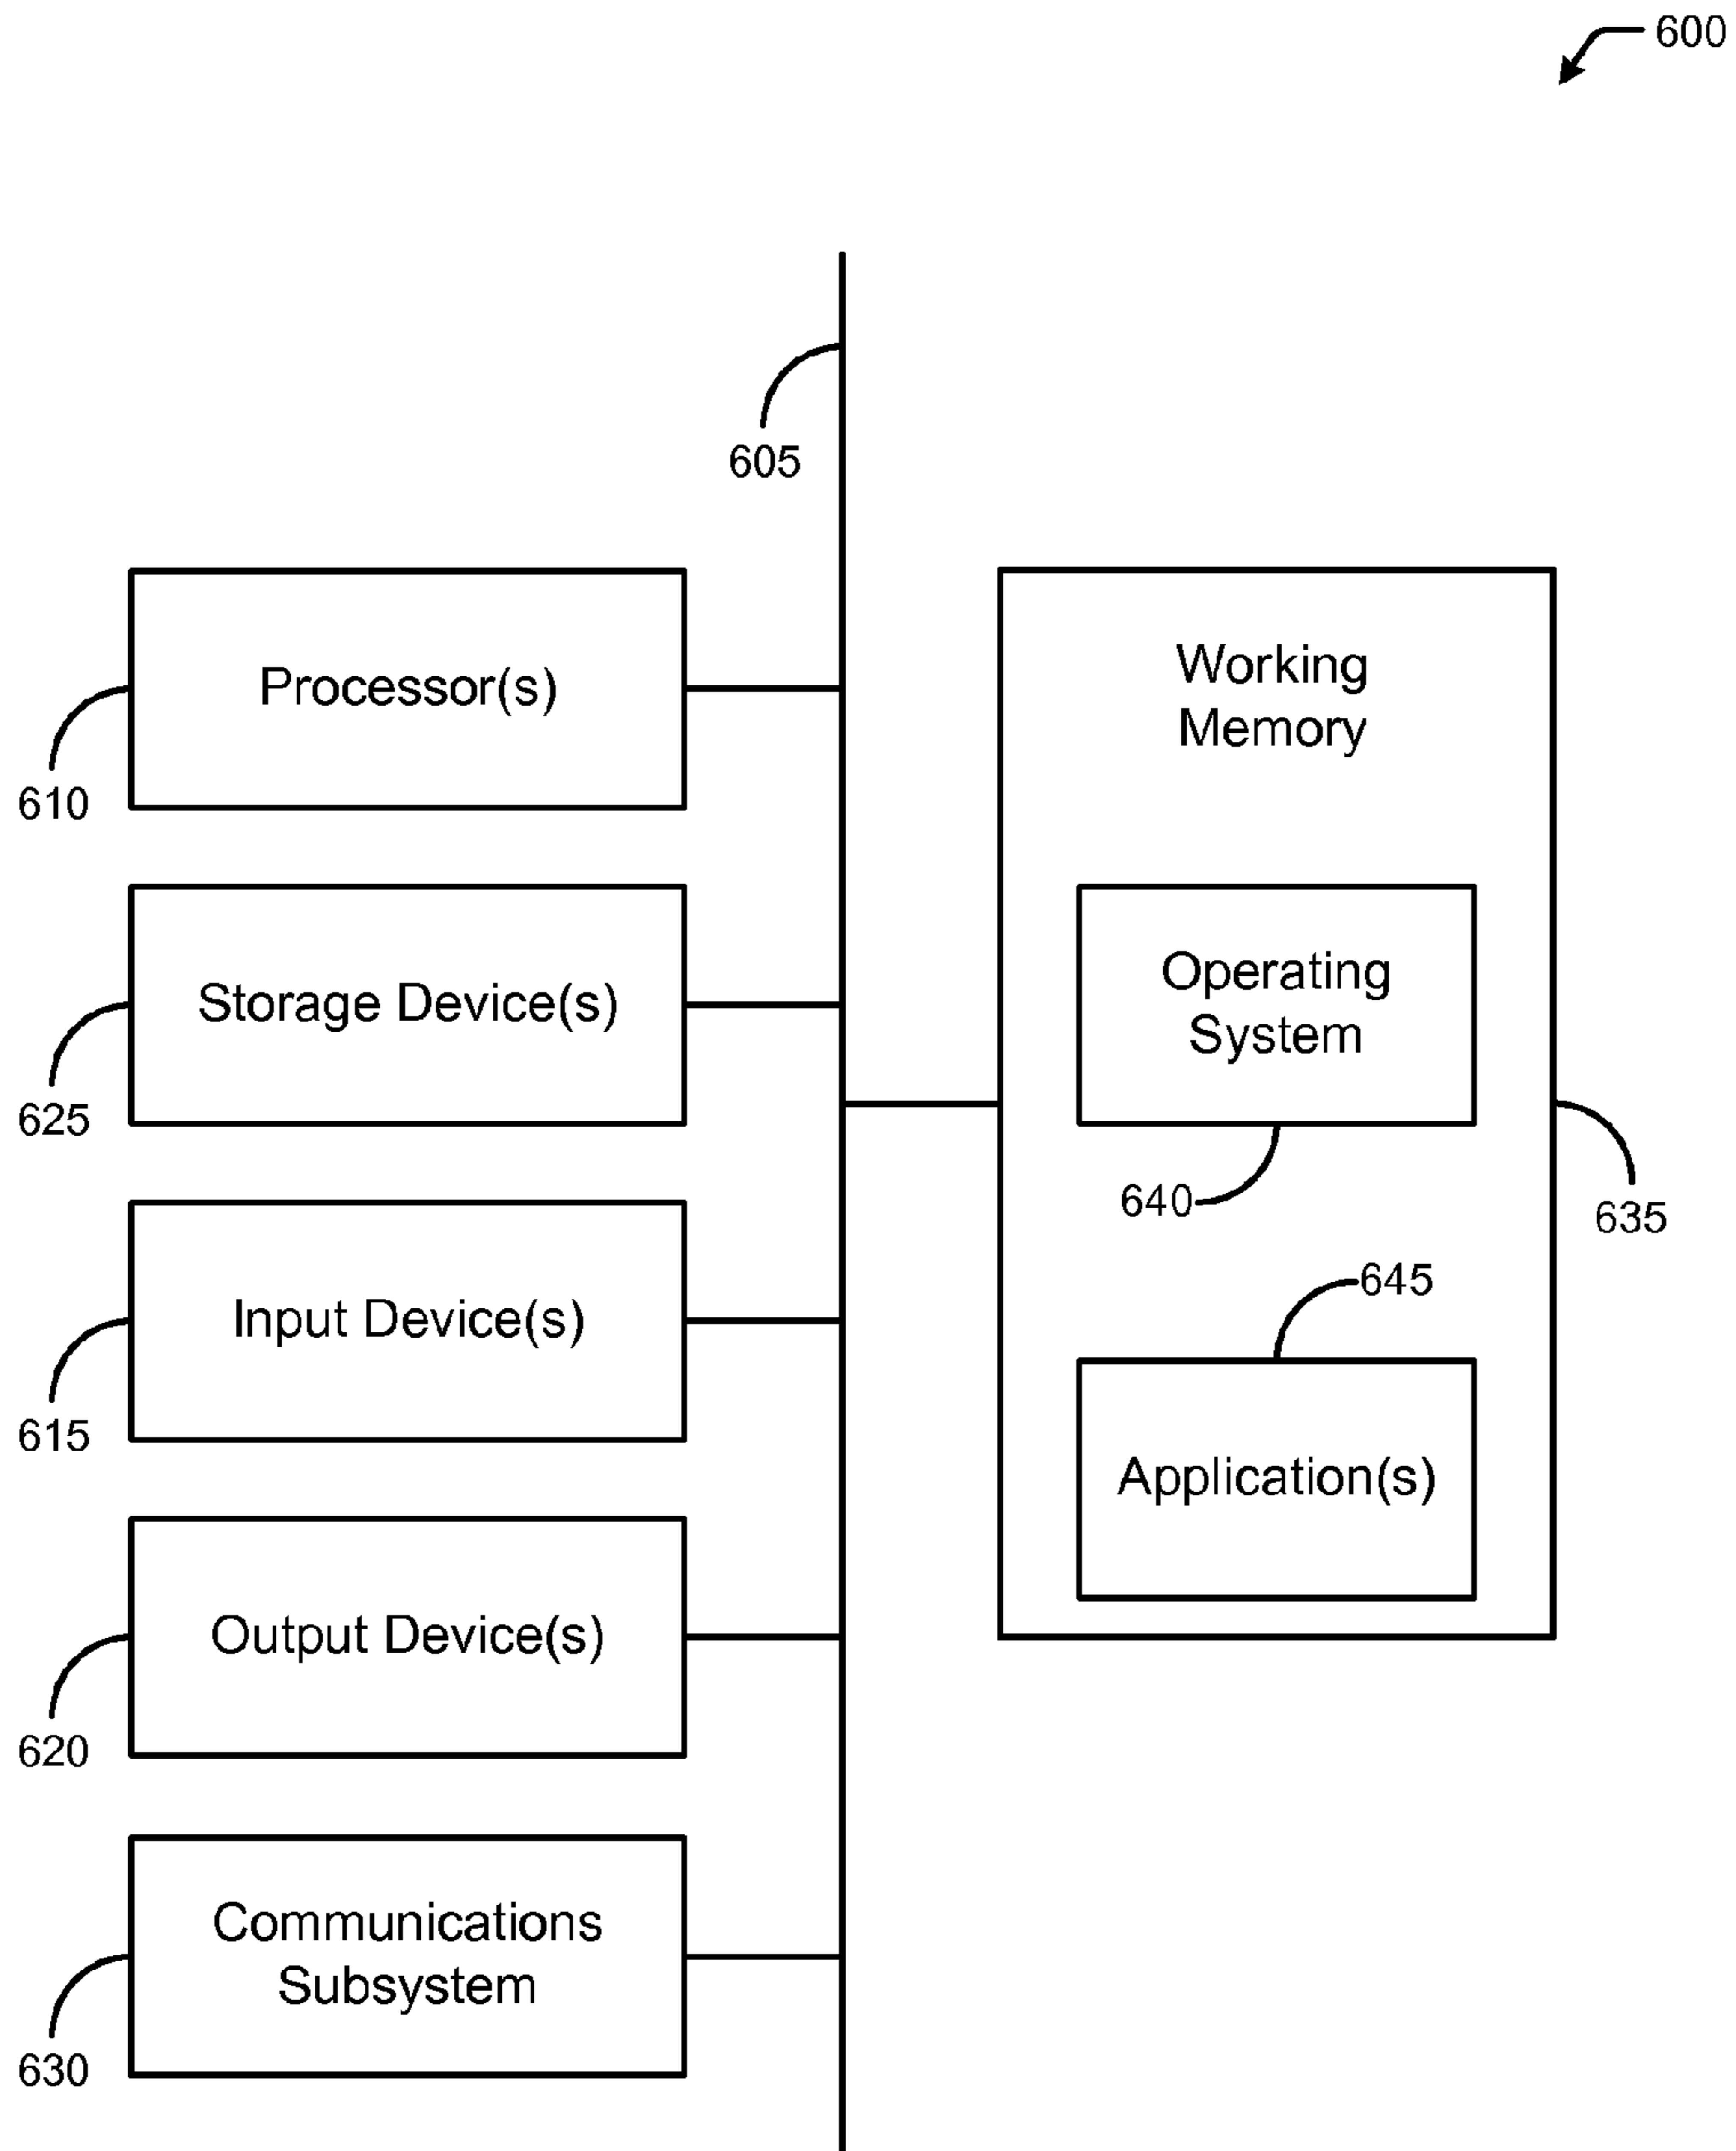 600
605
Processor(s)
610
Storage Device(s)
625
Input Device(s)
615
Output Device(s)
620
Communications
Subsystem
630
Working
Memory
Operating
System
640
635
645
Application(s)